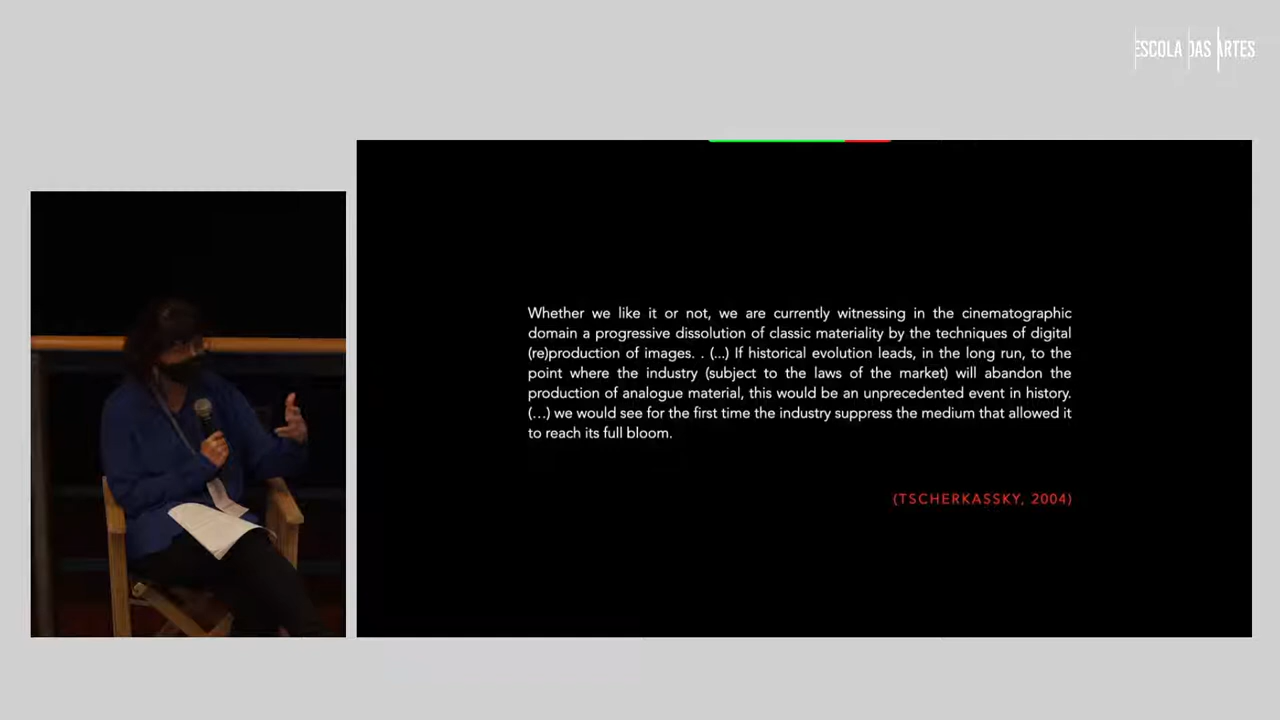 ESCOLA DAS ARTES
Whether we like it or not, we are currently witnessing in the cinematographic
domain a progressive dissolution of classic materiality by the techniques of digital
(re)production of images. . (...) If historical evolution leads, in the long run, to the
point where the industry (subject to the laws of the market) will abandon the
production of analogue material, this would be an unprecedented event in history.
(...) we would see for the first time the industry suppress the medium that allowed it
to reach its full bloom.
(TSCHERKASSKY, 2004)